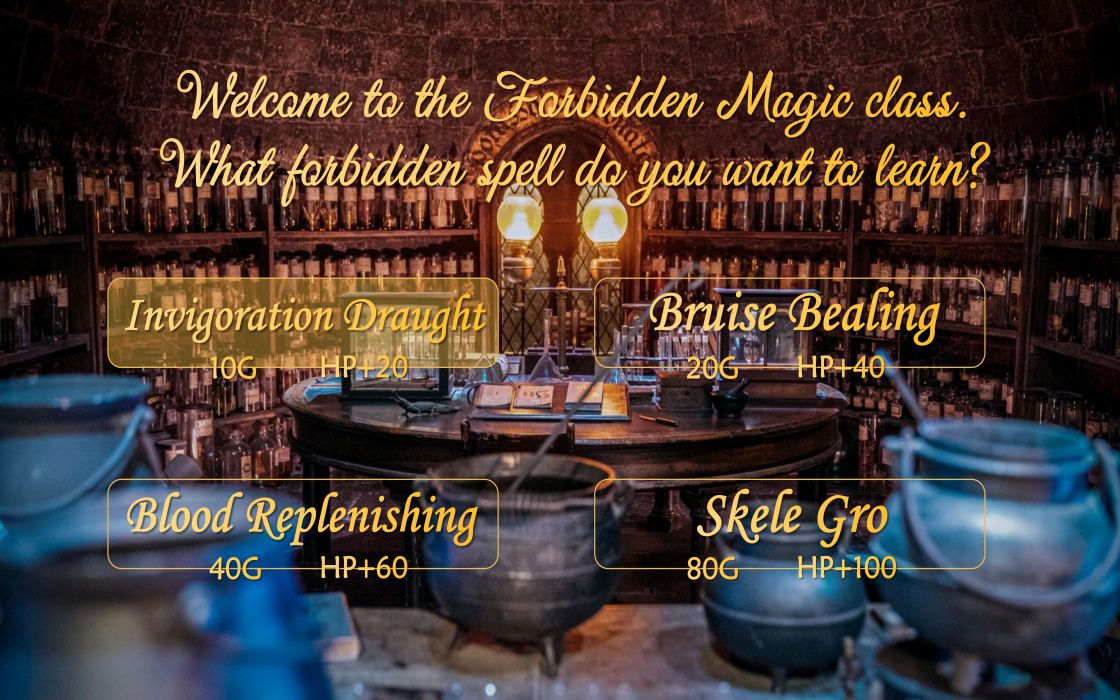 Welcome to the Forbidden Magic class.
What forbidden spell do you want to learn?
Invigoration Draught
10G HP+20
Bruise Bealing
20G HP+40
Blood Replenishing
40G HP+60
Skele Gro
80G HP+100